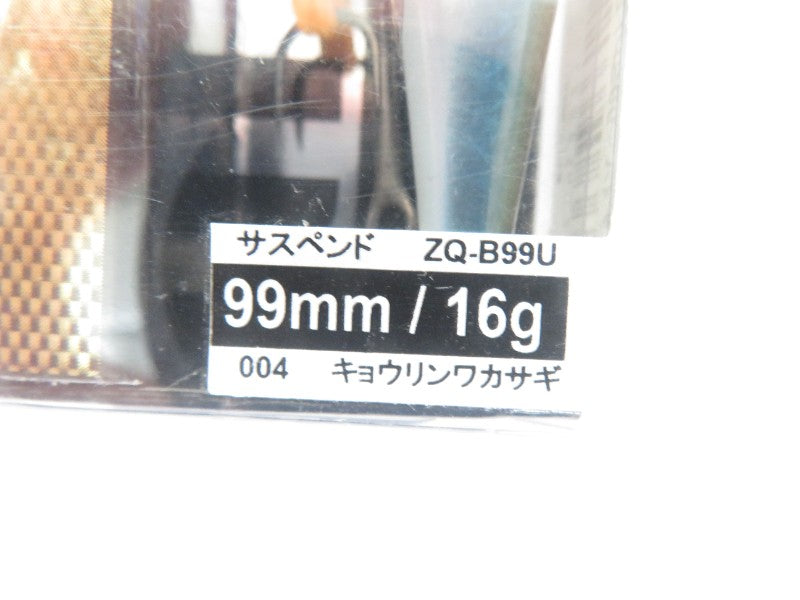 サスペンド ZQ-B99U
99mm / 16g
004 キョウリンワカサギ